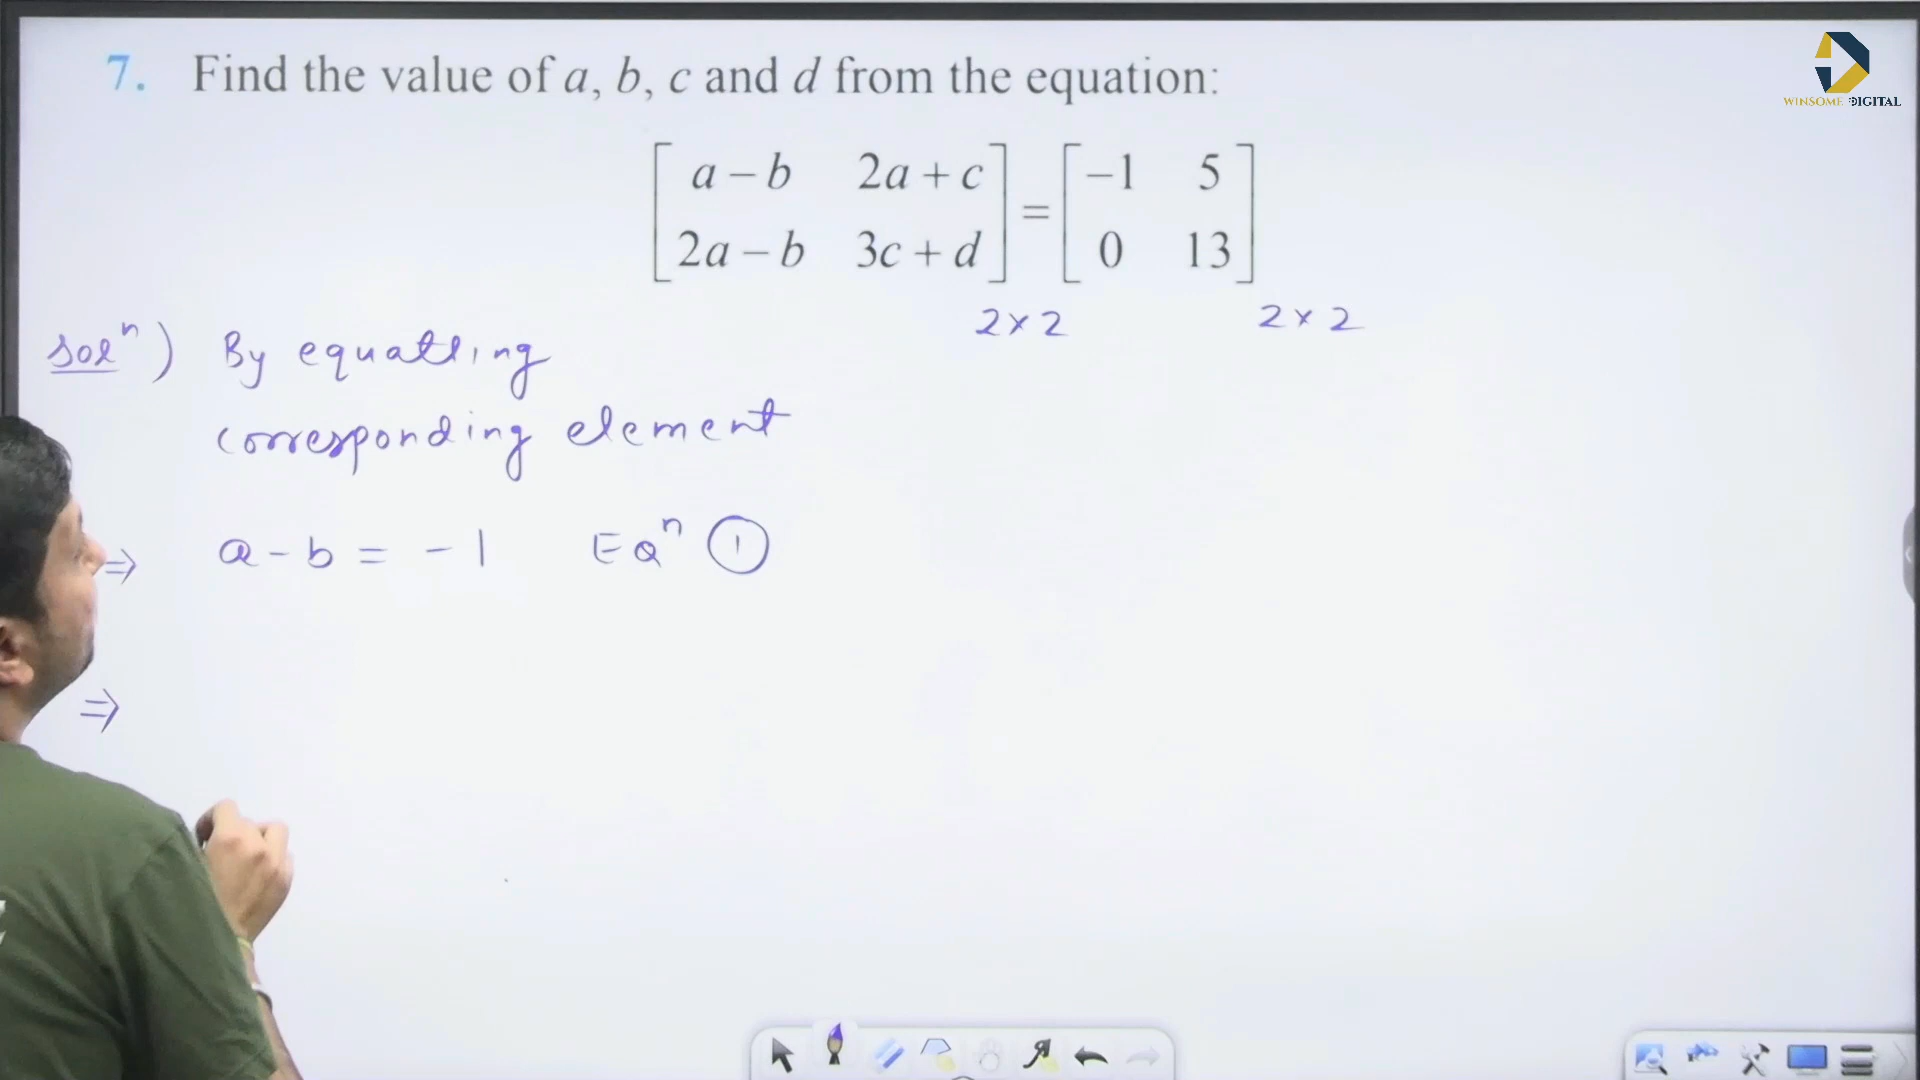 7. Find the value of a, b, c and d from the equation:
WINSOME DIGITAL
[ a – b 2a + c ] = [ –1 5 ]
[ 2a – b 3c + d ] [ 0 13 ]
2 × 2 2 × 2
Solⁿ) By equatting
corresponding element
⇒ a - b = - 1 EQⁿ ①
⇒